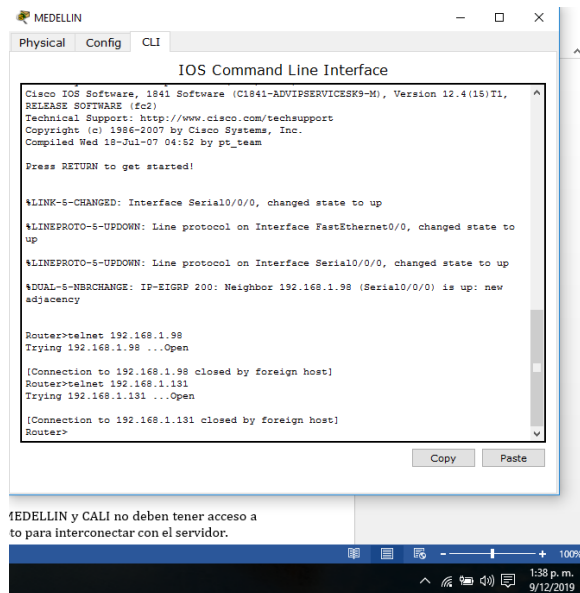 MEDELLIN
Physical Config CLI
IOS Command Line Interface
Cisco IOS Software, 1841 Software (C1841-ADVIPSERVICESK9-M), Version 12.4(15)T1,
RELEASE SOFTWARE (fc2)
Technical Support: http://www.cisco.com/techsupport
Copyright (c) 1986-2007 by Cisco Systems, Inc.
Compiled Wed 18-Jul-07 04:52 by pt_team
Press RETURN to get started!
%LINK-5-CHANGED: Interface Serial0/0/0, changed state to up
%LINEPROTO-5-UPDOWN: Line protocol on Interface FastEthernet0/0, changed state to
up
%LINEPROTO-5-UPDOWN: Line protocol on Interface Serial0/0/0, changed state to up
%DUAL-5-NBRCHANGE: IP-EIGRP 200: Neighbor 192.168.1.98 (Serial0/0/0) is up: new
adjacency
Router>telnet 192.168.1.98
Trying 192.168.1.98 ...Open
[Connection to 192.168.1.98 closed by foreign host]
Router>telnet 192.168.1.131
Trying 192.168.1.131 ...Open
[Connection to 192.168.1.131 closed by foreign host]
Router>
Copy Paste
MEDELLIN y CALI no deben tener acceso a
to para interconectar con el servidor.
100%
1:38 p. m.
9/12/2019